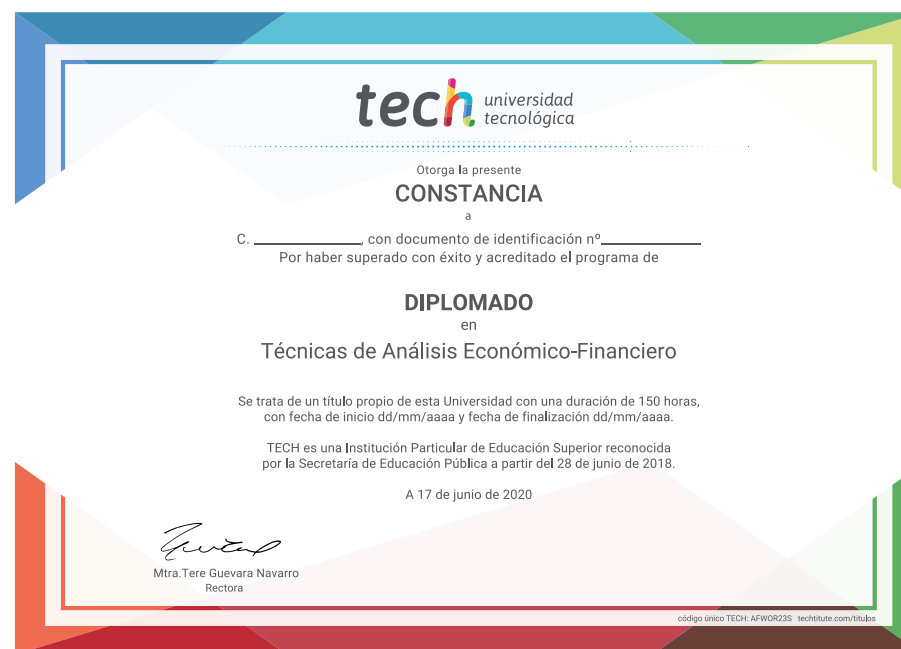 tech universidad
tecnológica
Otorga la presente
CONSTANCIA
a
C. ______________, con documento de identificación nº_____________
Por haber superado con éxito y acreditado el programa de
DIPLOMADO
en
Técnicas de Análisis Económico-Financiero
Se trata de un título propio de esta Universidad con una duración de 150 horas,
con fecha de inicio dd/mm/aaaa y fecha de finalización dd/mm/aaaa.
TECH es una Institución Particular de Educación Superior reconocida
por la Secretaría de Educación Pública a partir del 28 de junio de 2018.
A 17 de junio de 2020
Mtra.Tere Guevara Navarro
Rectora
código único TECH: AFWOR23S techtitute.com/titulos